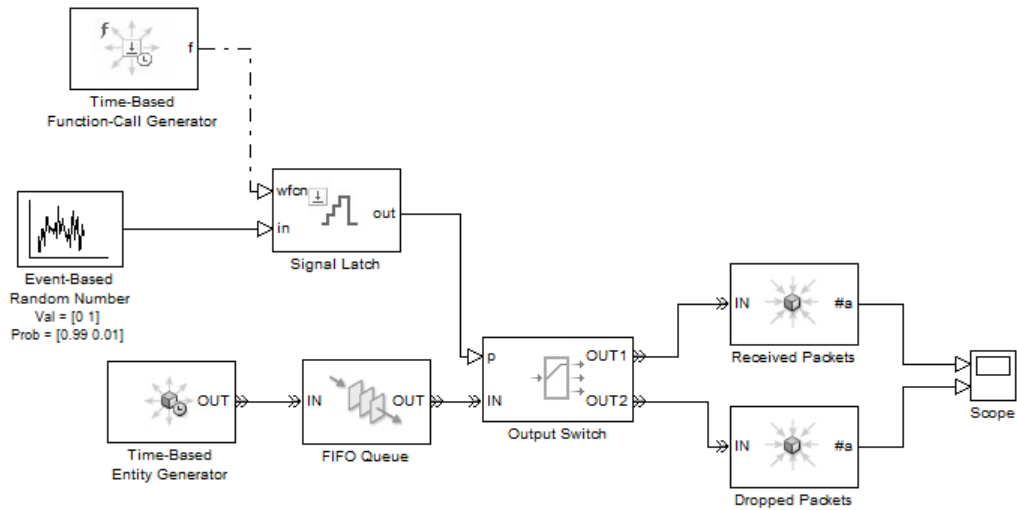 f
f
Time-Based
Function-Call Generator
wfcn
in
out
Signal Latch
Event-Based
Random Number
Val = [0 1]
Prob = [0.99 0.01]
IN
#a
Received Packets
p
IN
OUT1
OUT2
Output Switch
OUT
Time-Based
Entity Generator
IN
OUT
FIFO Queue
IN
#a
Dropped Packets
Scope